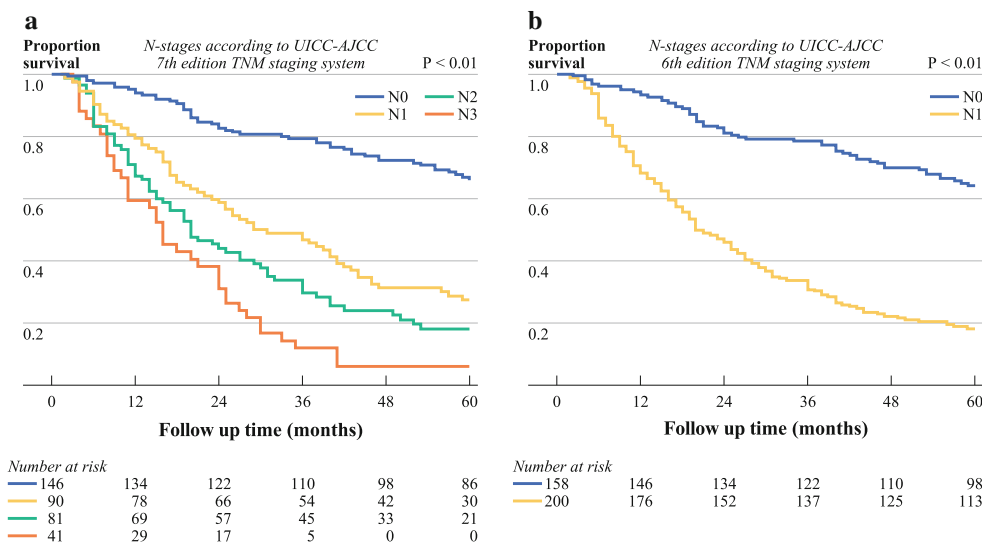 a
Proportion survival
N-stages according to UICC-AJCC
7th edition TNM staging system
P < 0.01
N0 N2
N1 N3
1.0
0.8
0.6
0.4
0.2
0 12 24 36 48 60
Follow up time (months)
Number at risk
146 134 122 110 98 86
90 78 66 54 42 30
81 69 57 45 33 21
41 29 17 5 0 0
b
Proportion survival
N-stages according to UICC-AJCC
6th edition TNM staging system
P < 0.01
N0
N1
1.0
0.8
0.6
0.4
0.2
0 12 24 36 48 60
Follow up time (months)
Number at risk
158 146 134 122 110 98
200 176 152 137 125 113